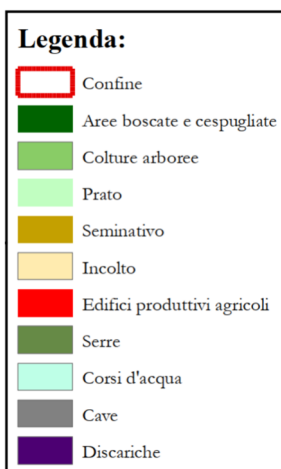 Legenda:
Confine
Aree boscate e cespugliate
Colture arboree
Prato
Seminativo
Incolto
Edifici produttivi agricoli
Serre
Corsi d'acqua
Cave
Discariche